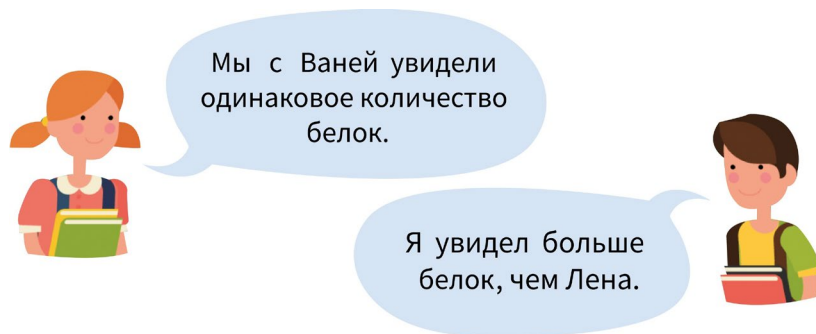 Мы с Ваней увидели
одинаковое количество
белок.
Я увидел больше
белок, чем Лена.